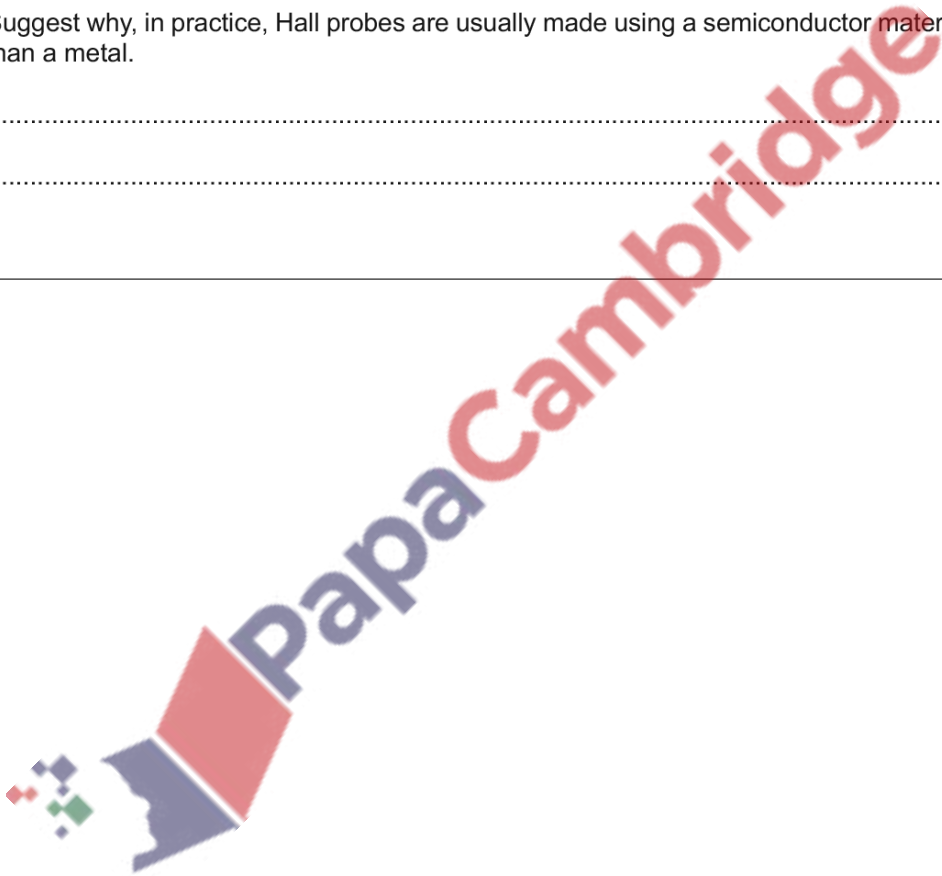 uggest why, in practice, Hall probes are usually made using a semiconductor mater
han a metal.
PapaCambridge